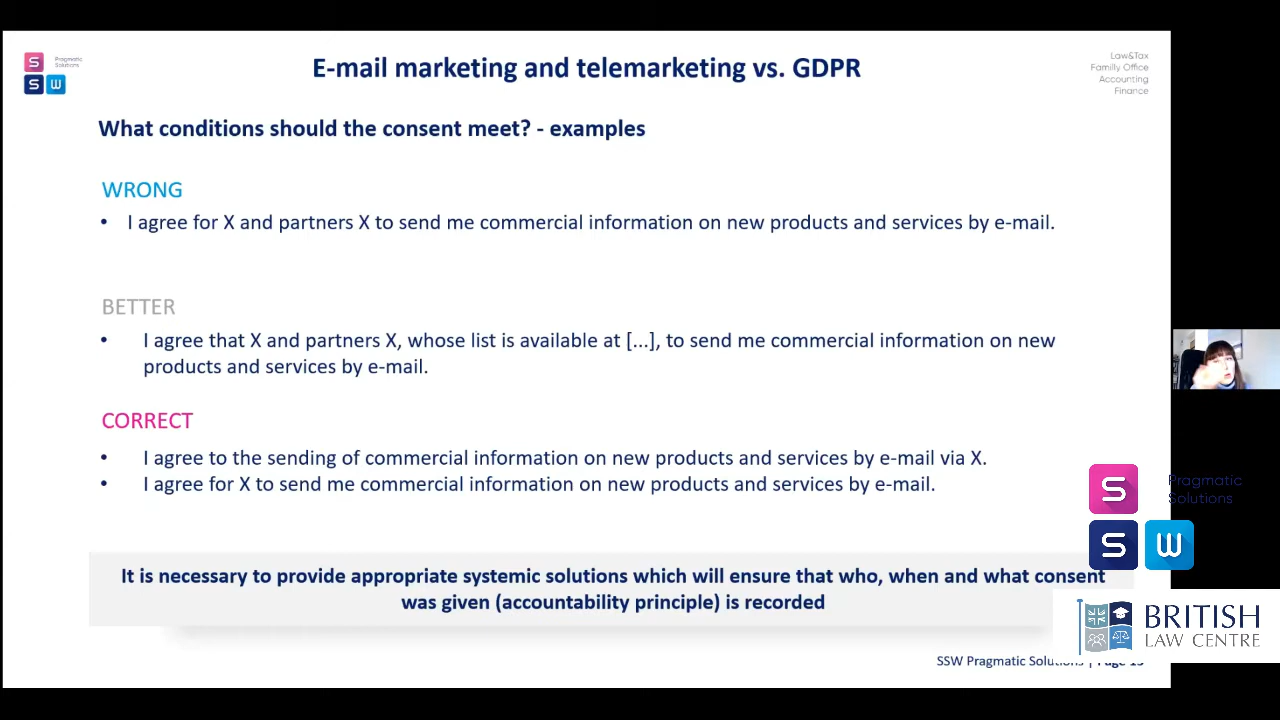 S
Pragmatic
Solutions
S W
E-mail marketing and telemarketing vs. GDPR
Law&Tax
Familly Office
Accounting
Finance
What conditions should the consent meet? - examples
WRONG
• I agree for X and partners X to send me commercial information on new products and services by e-mail.
BETTER
• I agree that X and partners X, whose list is available at [...], to send me commercial information on new
products and services by e-mail.
CORRECT
• I agree to the sending of commercial information on new products and services by e-mail via X.
• I agree for X to send me commercial information on new products and services by e-mail.
S
Pragmatic
Solutions
S W
It is necessary to provide appropriate systemic solutions which will ensure that who, when and what consent
was given (accountability principle) is recorded
BRITISH
LAW CENTRE
SSW Pragmatic Solutions | Page